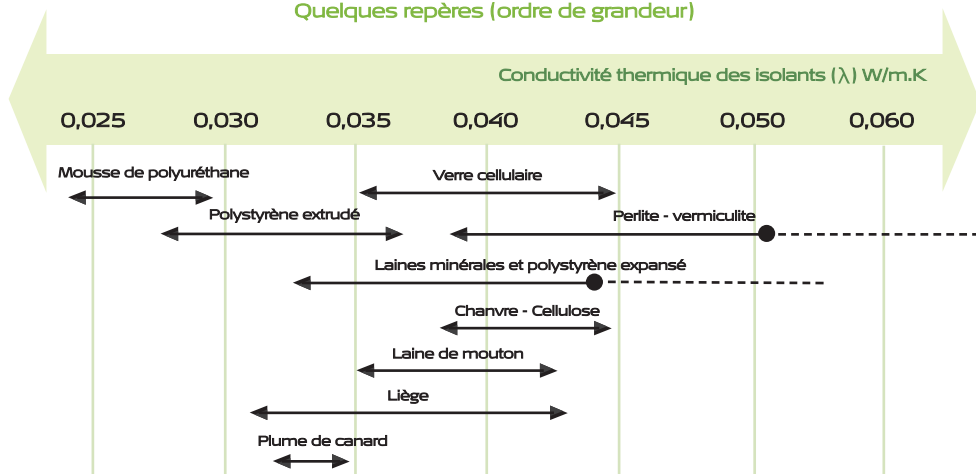 Quelques repères (ordre de grandeur)
Conductivité thermique des isolants (λ) W/m.K
0,025 0,030 0,035 0,040 0,045 0,050 0,060
Mousse de polyuréthane
Verre cellulaire
Polystyrène extrudé
Perlite - vermiculite
Laines minérales et polystyrène expansé
Chanvre - Cellulose
Laine de mouton
Liège
Plume de canard